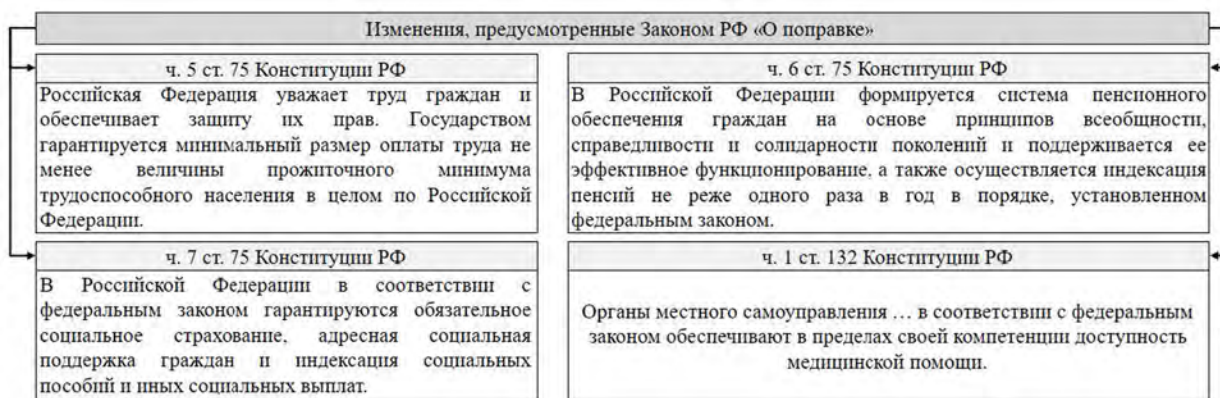 Изменения, предусмотренные Законом РФ «О поправке»
ч. 5 ст. 75 Конституции РФ
Российская Федерация уважает труд граждан и
обеспечивает защиту их прав. Государством
гарантируется минимальный размер оплаты труда не
менее величины прожиточного минимума
трудоспособного населения в целом по Российской
Федерации.
ч. 6 ст. 75 Конституции РФ
В Российской Федерации формируется система пенсионного
обеспечения граждан на основе принципов всеобщности,
справедливости и солидарности поколений и поддерживается ее
эффективное функционирование, а также осуществляется индексация
пенсий не реже одного раза в год в порядке, установленном
федеральным законом.
ч. 7 ст. 75 Конституции РФ
В Российской Федерации в соответствии с
федеральным законом гарантируются обязательное
социальное страхование, адресная социальная
поддержка граждан и индексация социальных
пособий и иных социальных выплат.
ч. 1 ст. 132 Конституции РФ
Органы местного самоуправления … в соответствии с федеральным
законом обеспечивают в пределах своей компетенции доступность
медицинской помощи.